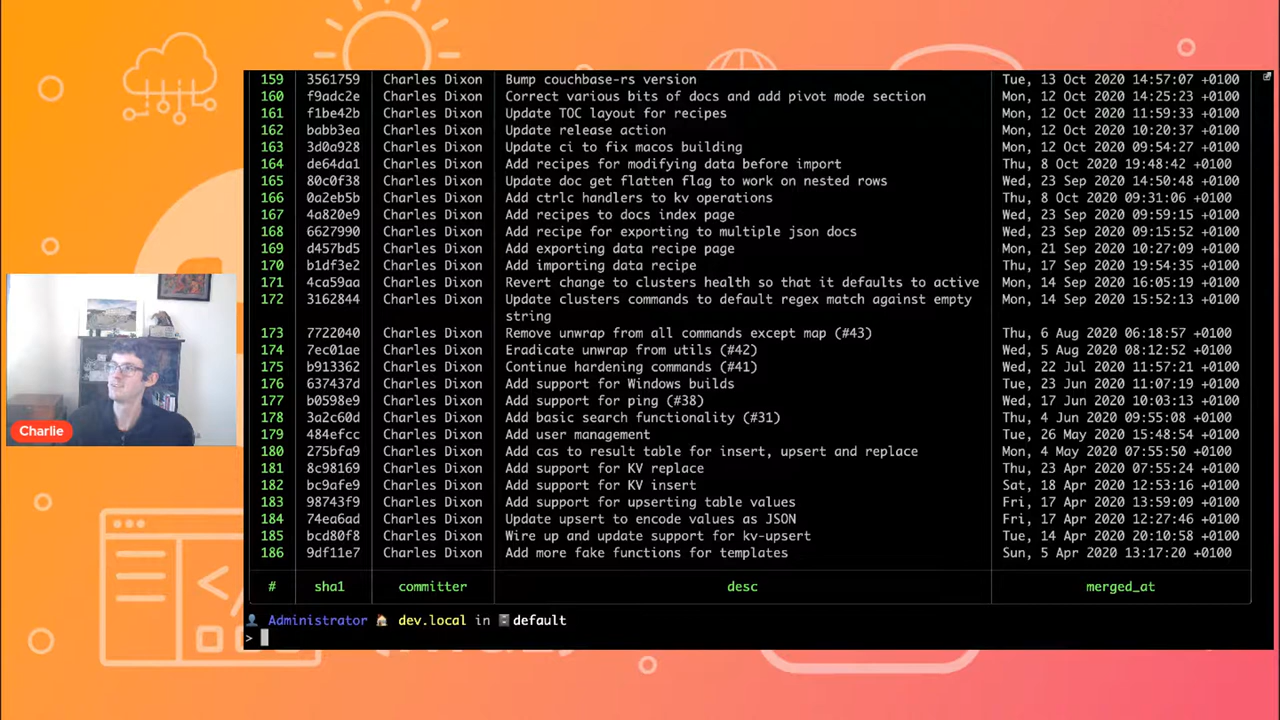 159 3561759 Charles Dixon Bump couchbase-rs version Tue, 13 Oct 2020 14:57:07 +0100
160 f9adc2e Charles Dixon Correct various bits of docs and add pivot mode section Mon, 12 Oct 2020 14:25:23 +0100
161 f1be42b Charles Dixon Update TOC layout for recipes Mon, 12 Oct 2020 11:59:33 +0100
162 babb3ea Charles Dixon Update release action Mon, 12 Oct 2020 10:20:37 +0100
163 3d0a928 Charles Dixon Update ci to fix macos building Mon, 12 Oct 2020 09:54:27 +0100
164 de64da1 Charles Dixon Add recipes for modifying data before import Thu, 8 Oct 2020 19:48:42 +0100
165 80c0f38 Charles Dixon Update doc get flatten flag to work on nested rows Wed, 23 Sep 2020 14:50:48 +0100
166 0a2eb5b Charles Dixon Add ctrlc handlers to kv operations Thu, 8 Oct 2020 09:31:06 +0100
167 4a820e9 Charles Dixon Add recipes to docs index page Wed, 23 Sep 2020 09:59:15 +0100
168 6627990 Charles Dixon Add recipe for exporting to multiple json docs Wed, 23 Sep 2020 09:15:52 +0100
169 d457bd5 Charles Dixon Add exporting data recipe page Mon, 21 Sep 2020 10:27:09 +0100
170 b1df3e2 Charles Dixon Add importing data recipe Thu, 17 Sep 2020 19:54:35 +0100
171 4ca59aa Charles Dixon Revert change to clusters health so that it defaults to active Mon, 14 Sep 2020 16:05:19 +0100
172 3162844 Charles Dixon Update clusters commands to default regex match against empty Mon, 14 Sep 2020 15:52:13 +0100
string
173 7722040 Charles Dixon Remove unwrap from all commands except map (#43) Thu, 6 Aug 2020 06:18:57 +0100
174 7ec01ae Charles Dixon Eradicate unwrap from utils (#42) Wed, 5 Aug 2020 08:12:52 +0100
175 b913362 Charles Dixon Continue hardening commands (#41) Wed, 22 Jul 2020 11:57:21 +0100
176 637437d Charles Dixon Add support for Windows builds Tue, 23 Jun 2020 11:07:19 +0100
177 b0598e9 Charles Dixon Add support for ping (#38) Wed, 17 Jun 2020 10:03:13 +0100
178 3a2c60d Charles Dixon Add basic search functionality (#31) Thu, 4 Jun 2020 09:55:08 +0100
179 484efcc Charles Dixon Add user management Tue, 26 May 2020 15:48:54 +0100
180 275bfa9 Charles Dixon Add cas to result table for insert, upsert and replace Mon, 4 May 2020 07:55:50 +0100
181 8c98169 Charles Dixon Add support for KV replace Thu, 23 Apr 2020 07:55:24 +0100
182 bc9afe9 Charles Dixon Add support for KV insert Sat, 18 Apr 2020 12:53:16 +0100
183 98743f9 Charles Dixon Add support for upserting table values Fri, 17 Apr 2020 13:59:09 +0100
184 74ea6ad Charles Dixon Update upsert to encode values as JSON Fri, 17 Apr 2020 12:27:46 +0100
185 bcd80f8 Charles Dixon Wire up and update support for kv-upsert Tue, 14 Apr 2020 20:10:58 +0100
186 9df11e7 Charles Dixon Add more fake functions for templates Sun, 5 Apr 2020 13:17:20 +0100
# sha1 committer desc merged_at
Administrator dev.local in default
>
Charlie